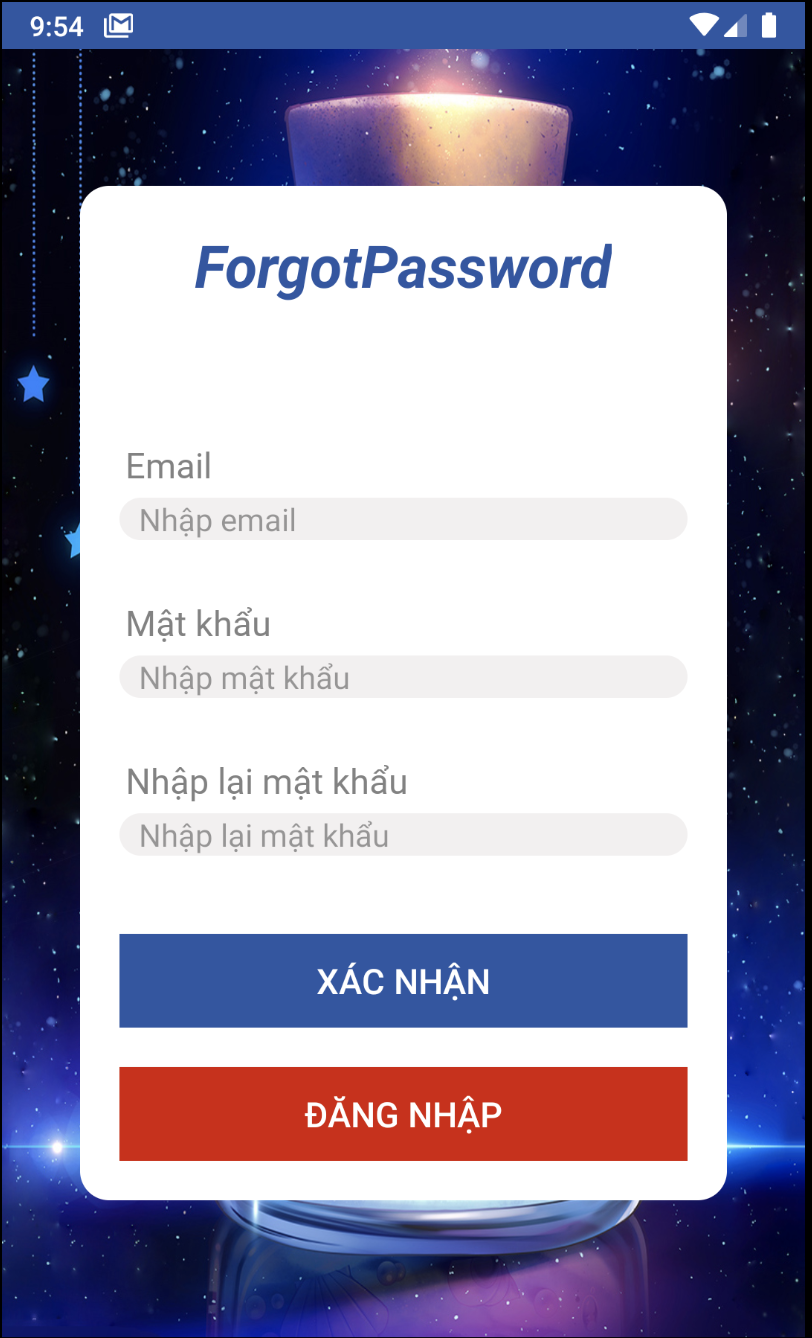 9:54
ForgotPassword
Email
Nhập email
Mật khẩu
Nhập mật khẩu
Nhập lại mật khẩu
Nhập lại mật khẩu
XÁC NHẬN
ĐĂNG NHẬP